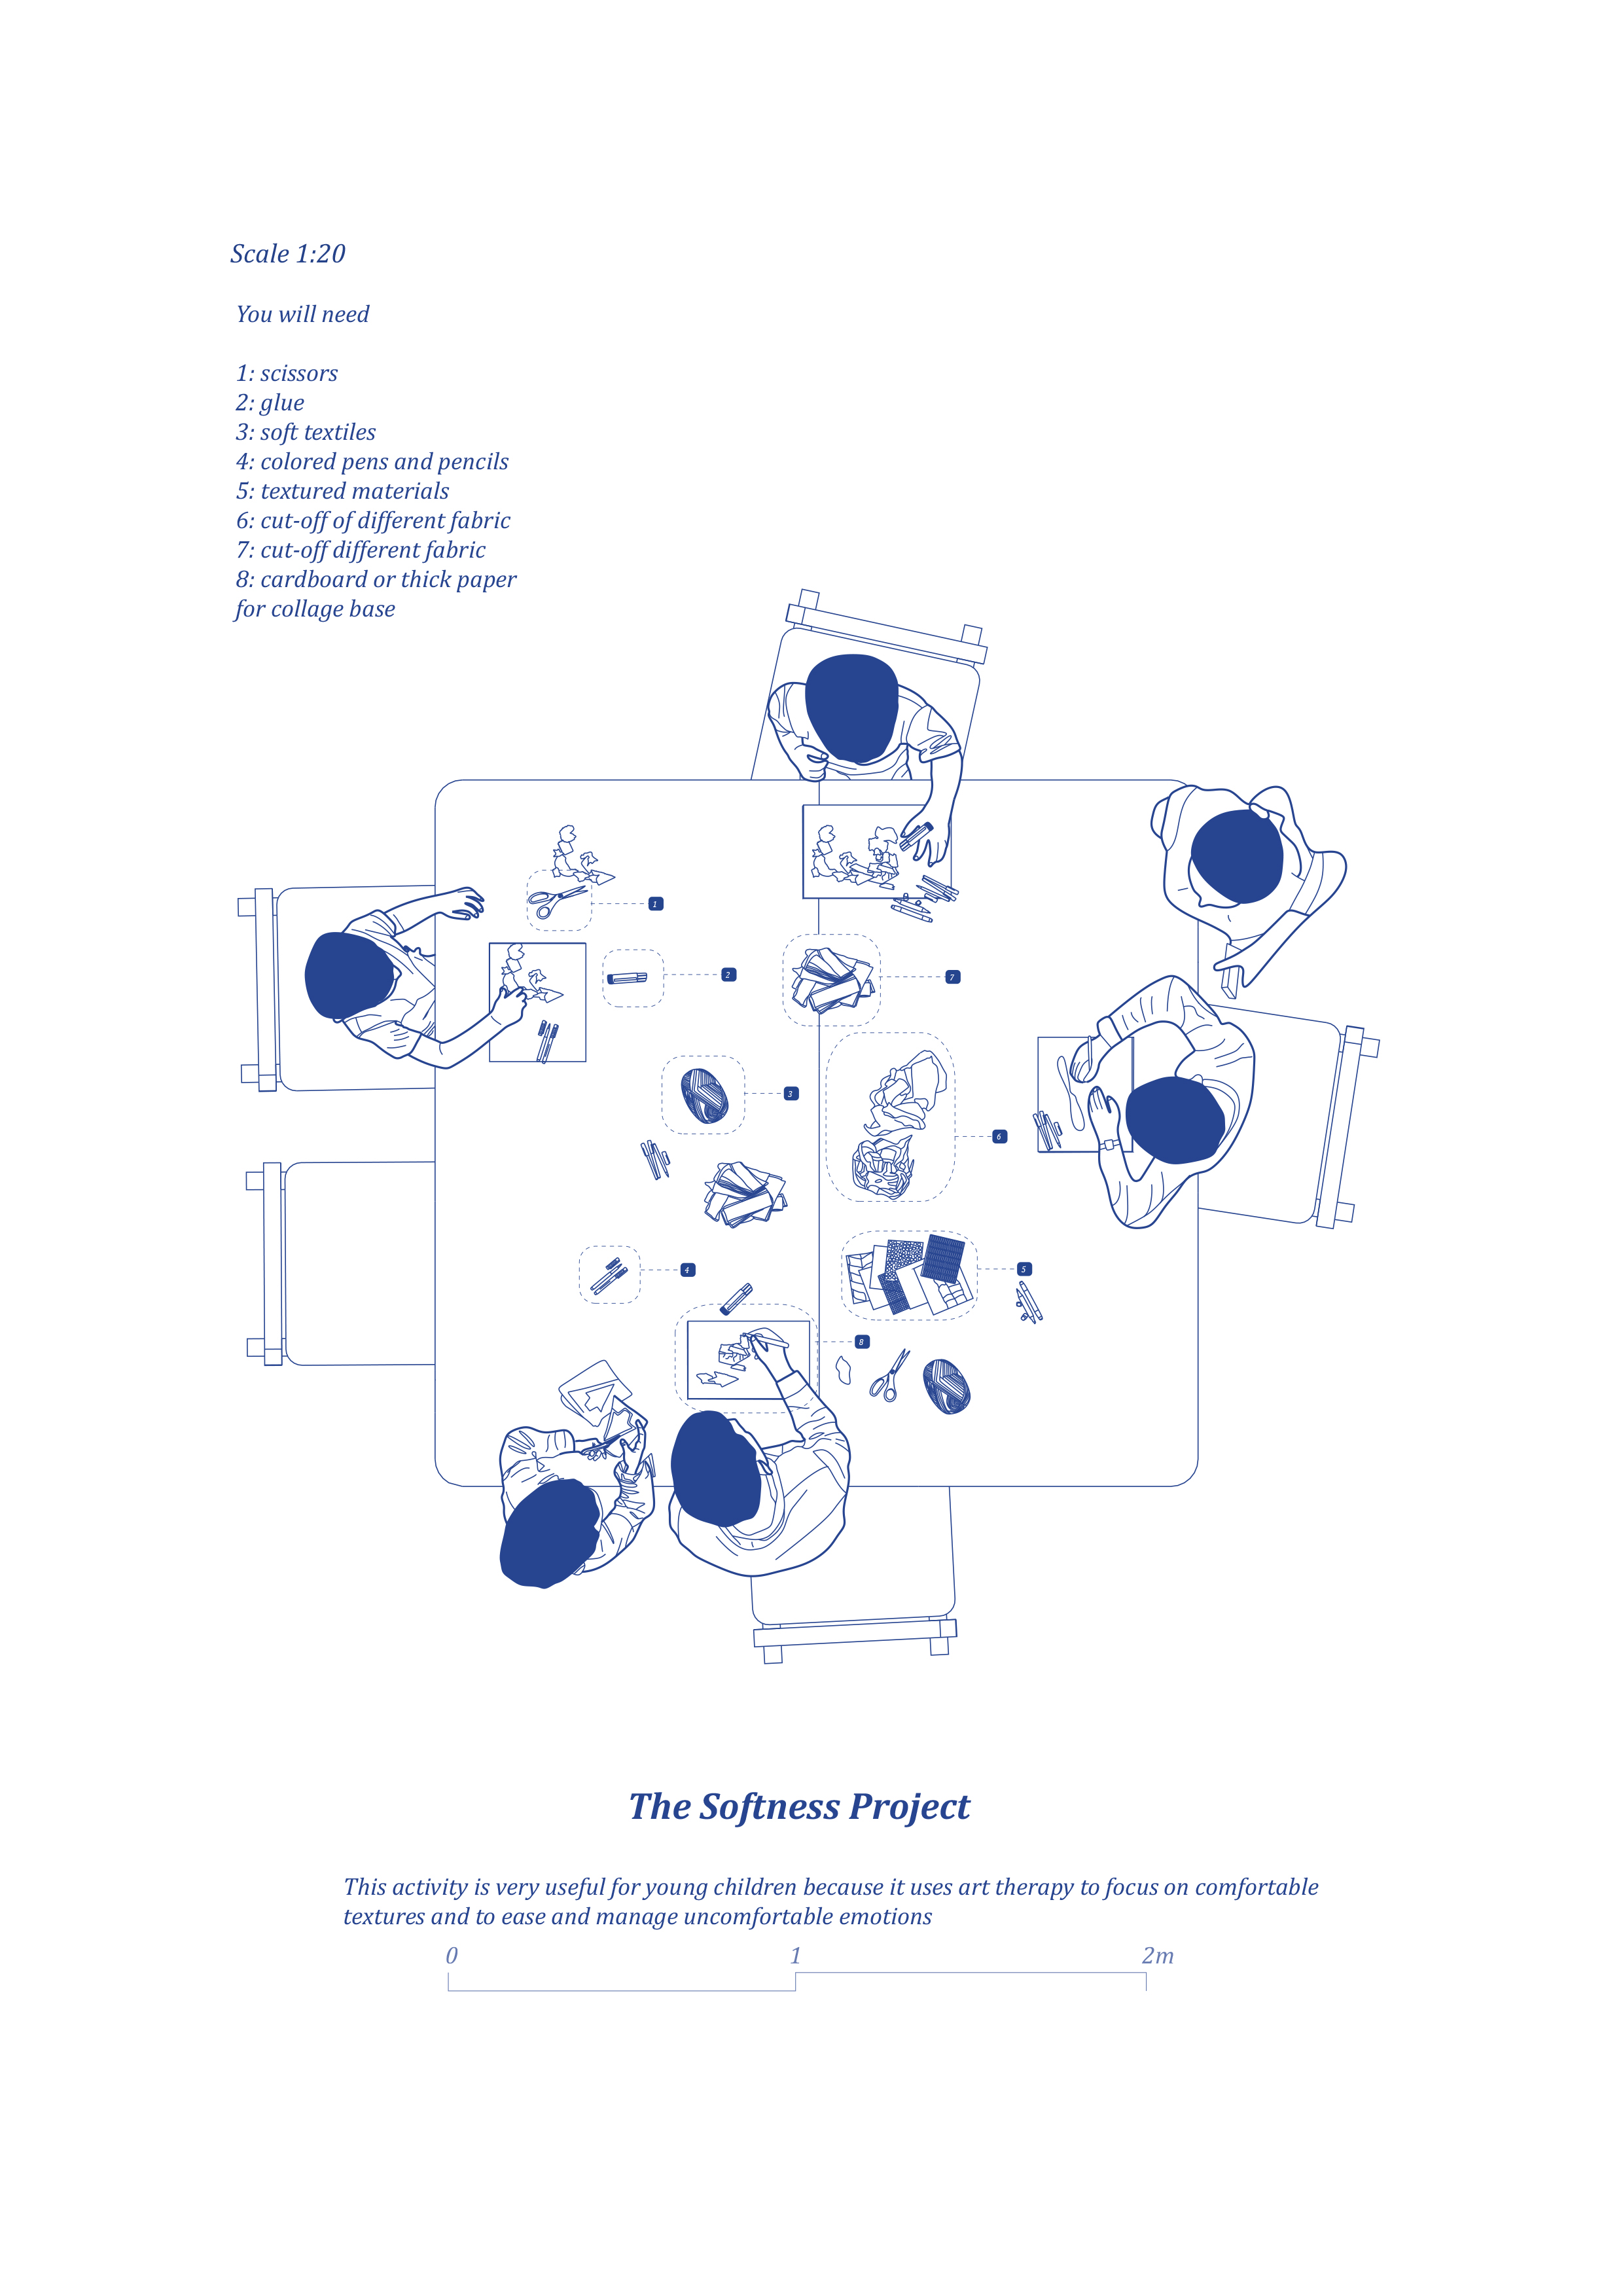 Scale 1:20
You will need
1: scissors
2: glue
3: soft textiles
4: colored pens and pencils
5: textured materials
6: cut-off of different fabric
7: cut-off different fabric
8: cardboard or thick paper
for collage base
1
2
7
3
6
4
5
8
The Softness Project
This activity is very useful for young children because it uses art therapy to focus on comfortable
textures and to ease and manage uncomfortable emotions
0 1 2m